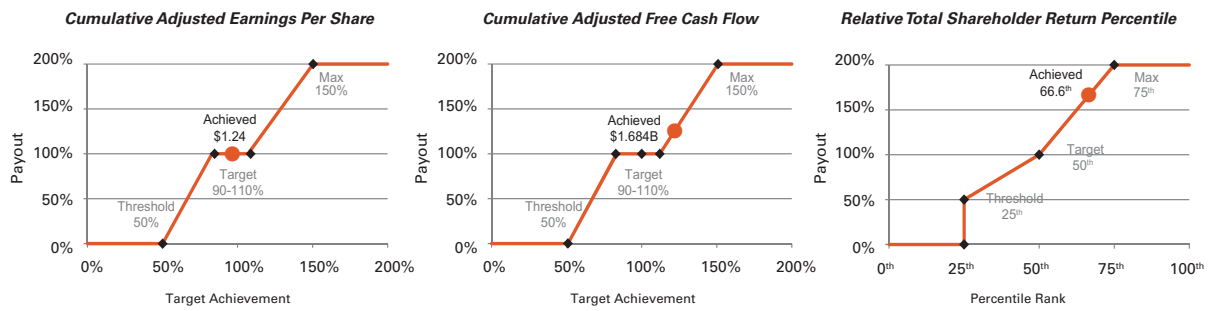 Cumulative Adjusted Earnings Per Share
200%
150%
100%
50%
0%
Payout
Max
150%
Achieved
$1.24
Target
90-110%
Threshold
50%
0%
50%
100%
150%
200%
Target Achievement
Cumulative Adjusted Free Cash Flow
200%
150%
100%
50%
0%
Payout
Max
150%
Achieved
$1.684B
Target
90-110%
Threshold
50%
0%
50%
100%
150%
200%
Target Achievement
Relative Total Shareholder Return Percentile
200%
150%
100%
50%
0%
Payout
Achieved
66.6th
Max
75th
Target
50th
Threshold
25th
0th
25th
50th
75th
100th
Percentile Rank